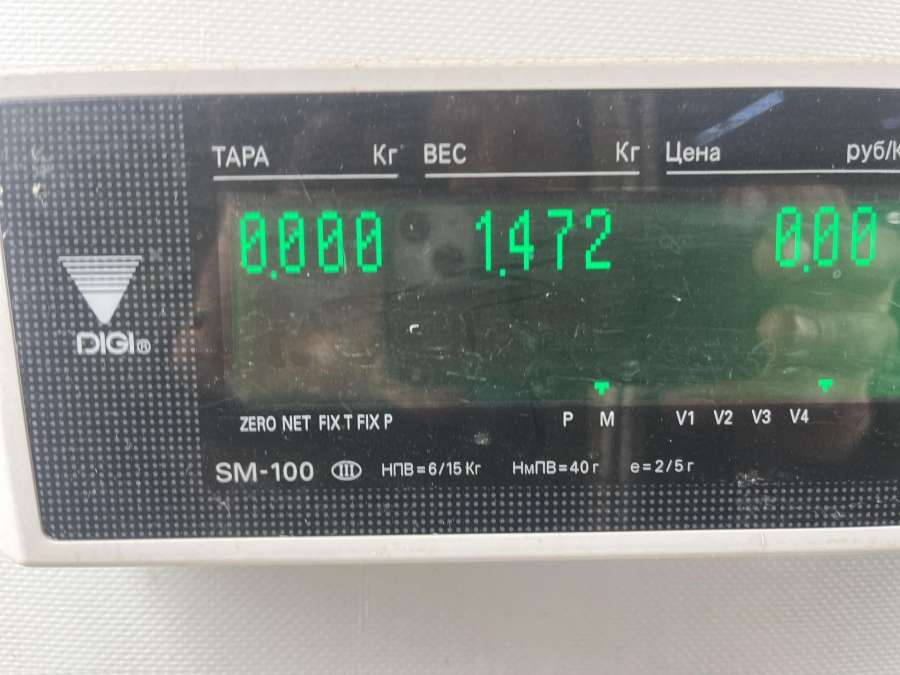 ТАРА Кг ВЕС Кг Цена руб/К
0.000 1.472 0.00
DIGI®
ZERO NET FIX T FIX P P M V1 V2 V3 V4
SM-100 III НПВ=6/15 Кг НмПВ=40 г e=2/5 г